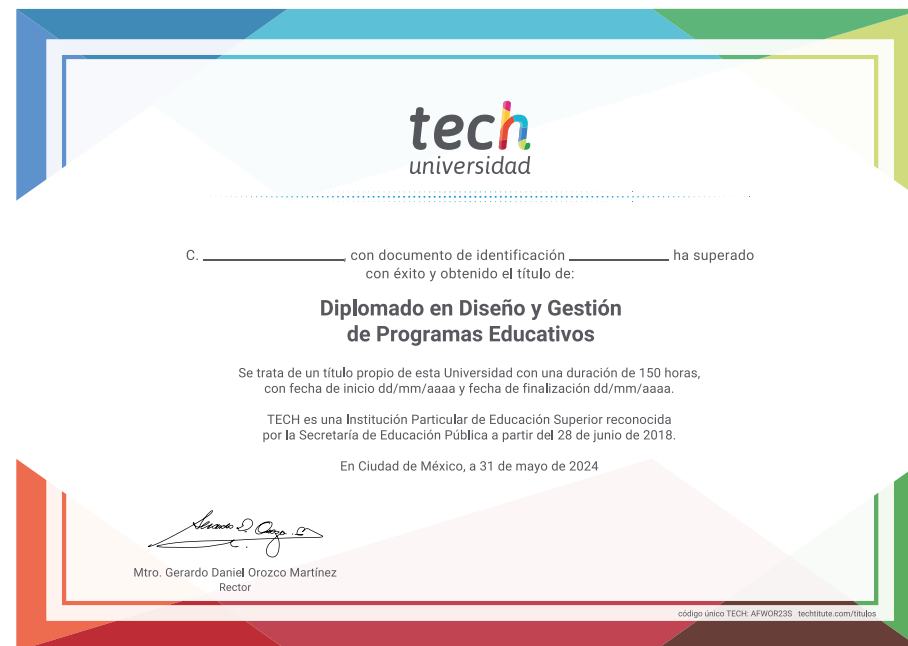 tech
universidad
C. ____________, con documento de identificación ____________ ha superado
con éxito y obtenido el título de:
Diplomado en Diseño y Gestión
de Programas Educativos
Se trata de un título propio de esta Universidad con una duración de 150 horas,
con fecha de inicio dd/mm/aaaa y fecha de finalización dd/mm/aaaa.
TECH es una Institución Particular de Educación Superior reconocida
por la Secretaría de Educación Pública a partir del 28 de junio de 2018.
En Ciudad de México, a 31 de mayo de 2024
Mtro. Gerardo Daniel Orozco Martínez
Rector
código único TECH: AFWOR23S techtitute.com/titulos